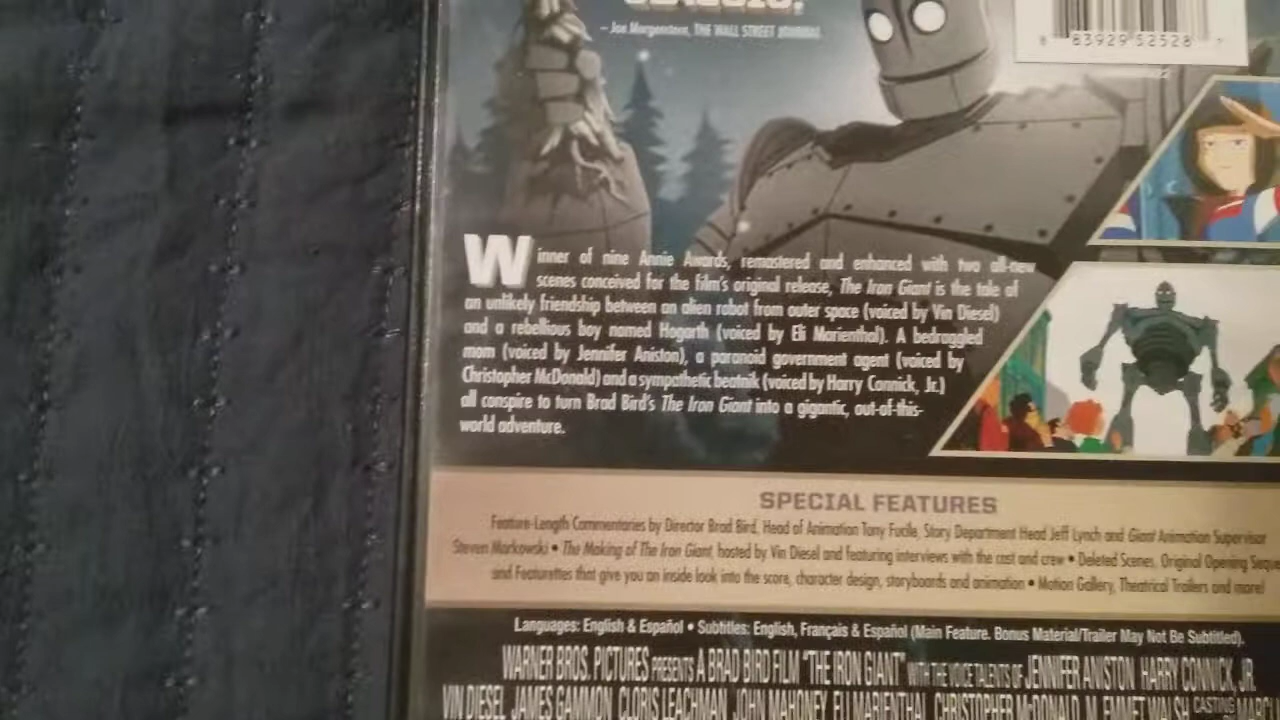 – Joe Morgenstern, THE WALL STREET JOURNAL
8 83929 52528 7
Winner of nine Annie Awards, remastered and enhanced with two all-new
scenes conceived for the film's original release, The Iron Giant is the tale of
an unlikely friendship between an alien robot from outer space (voiced by Vin Diesel)
and a rebellious boy named Hogarth (voiced by Eli Marienthal). A bedraggled
mom (voiced by Jennifer Aniston), a paranoid government agent (voiced by
Christopher McDonald) and a sympathetic beatnik (voiced by Harry Connick, Jr.)
all conspire to turn Brad Bird's The Iron Giant into a gigantic, out-of-this-
world adventure.
SPECIAL FEATURES
Feature-Length Commentaries by Director Brad Bird, Head of Animation Tony Fucile, Story Department Head Jeff Lynch and Giant Animation Supervisor
Steven Markowski • The Making of The Iron Giant, hosted by Vin Diesel and featuring interviews with the cast and crew • Deleted Scenes, Original Opening Seque
and Featurettes that give you an inside look into the score, character design, storyboards and animation • Motion Gallery, Theatrical Trailers and more!
Languages: English & Español • Subtitles: English, Français & Español (Main Feature. Bonus Material/Trailer May Not Be Subtitled).
WARNER BROS. PICTURES PRESENTS A BRAD BIRD FILM "THE IRON GIANT" WITH THE VOICE TALENTS OF JENNIFER ANISTON HARRY CONNICK, JR.
VIN DIESEL JAMES GAMMON CLORIS LEACHMAN JOHN MAHONEY ELI MARIENTHAL CHRISTOPHER McDONALD M. EMMET WALSH CASTING